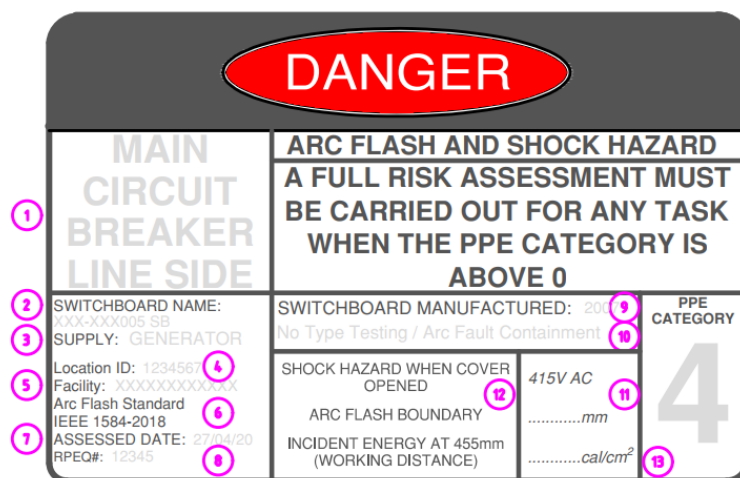 DANGER
MAIN
CIRCUIT
BREAKER
LINE SIDE
ARC FLASH AND SHOCK HAZARD
A FULL RISK ASSESSMENT MUST
BE CARRIED OUT FOR ANY TASK
WHEN THE PPE CATEGORY IS
ABOVE 0
1
2
SWITCHBOARD NAME:
XXX-XXX005 SB
3
SUPPLY: GENERATOR
4
Location ID: 1234567
5
Facility: XXXXXXXXXXXX
Arc Flash Standard
6
IEEE 1584-2018
7
ASSESSED DATE: 27/04/20
RPEQ#: 12345
8
SWITCHBOARD MANUFACTURED:
9
No Type Testing / Arc Fault Containment
10
SHOCK HAZARD WHEN COVER
OPENED
12
ARC FLASH BOUNDARY
INCIDENT ENERGY AT 455mm
(WORKING DISTANCE)
415V AC
11
............mm
............cal/cm²
PPE
CATEGORY
4
13